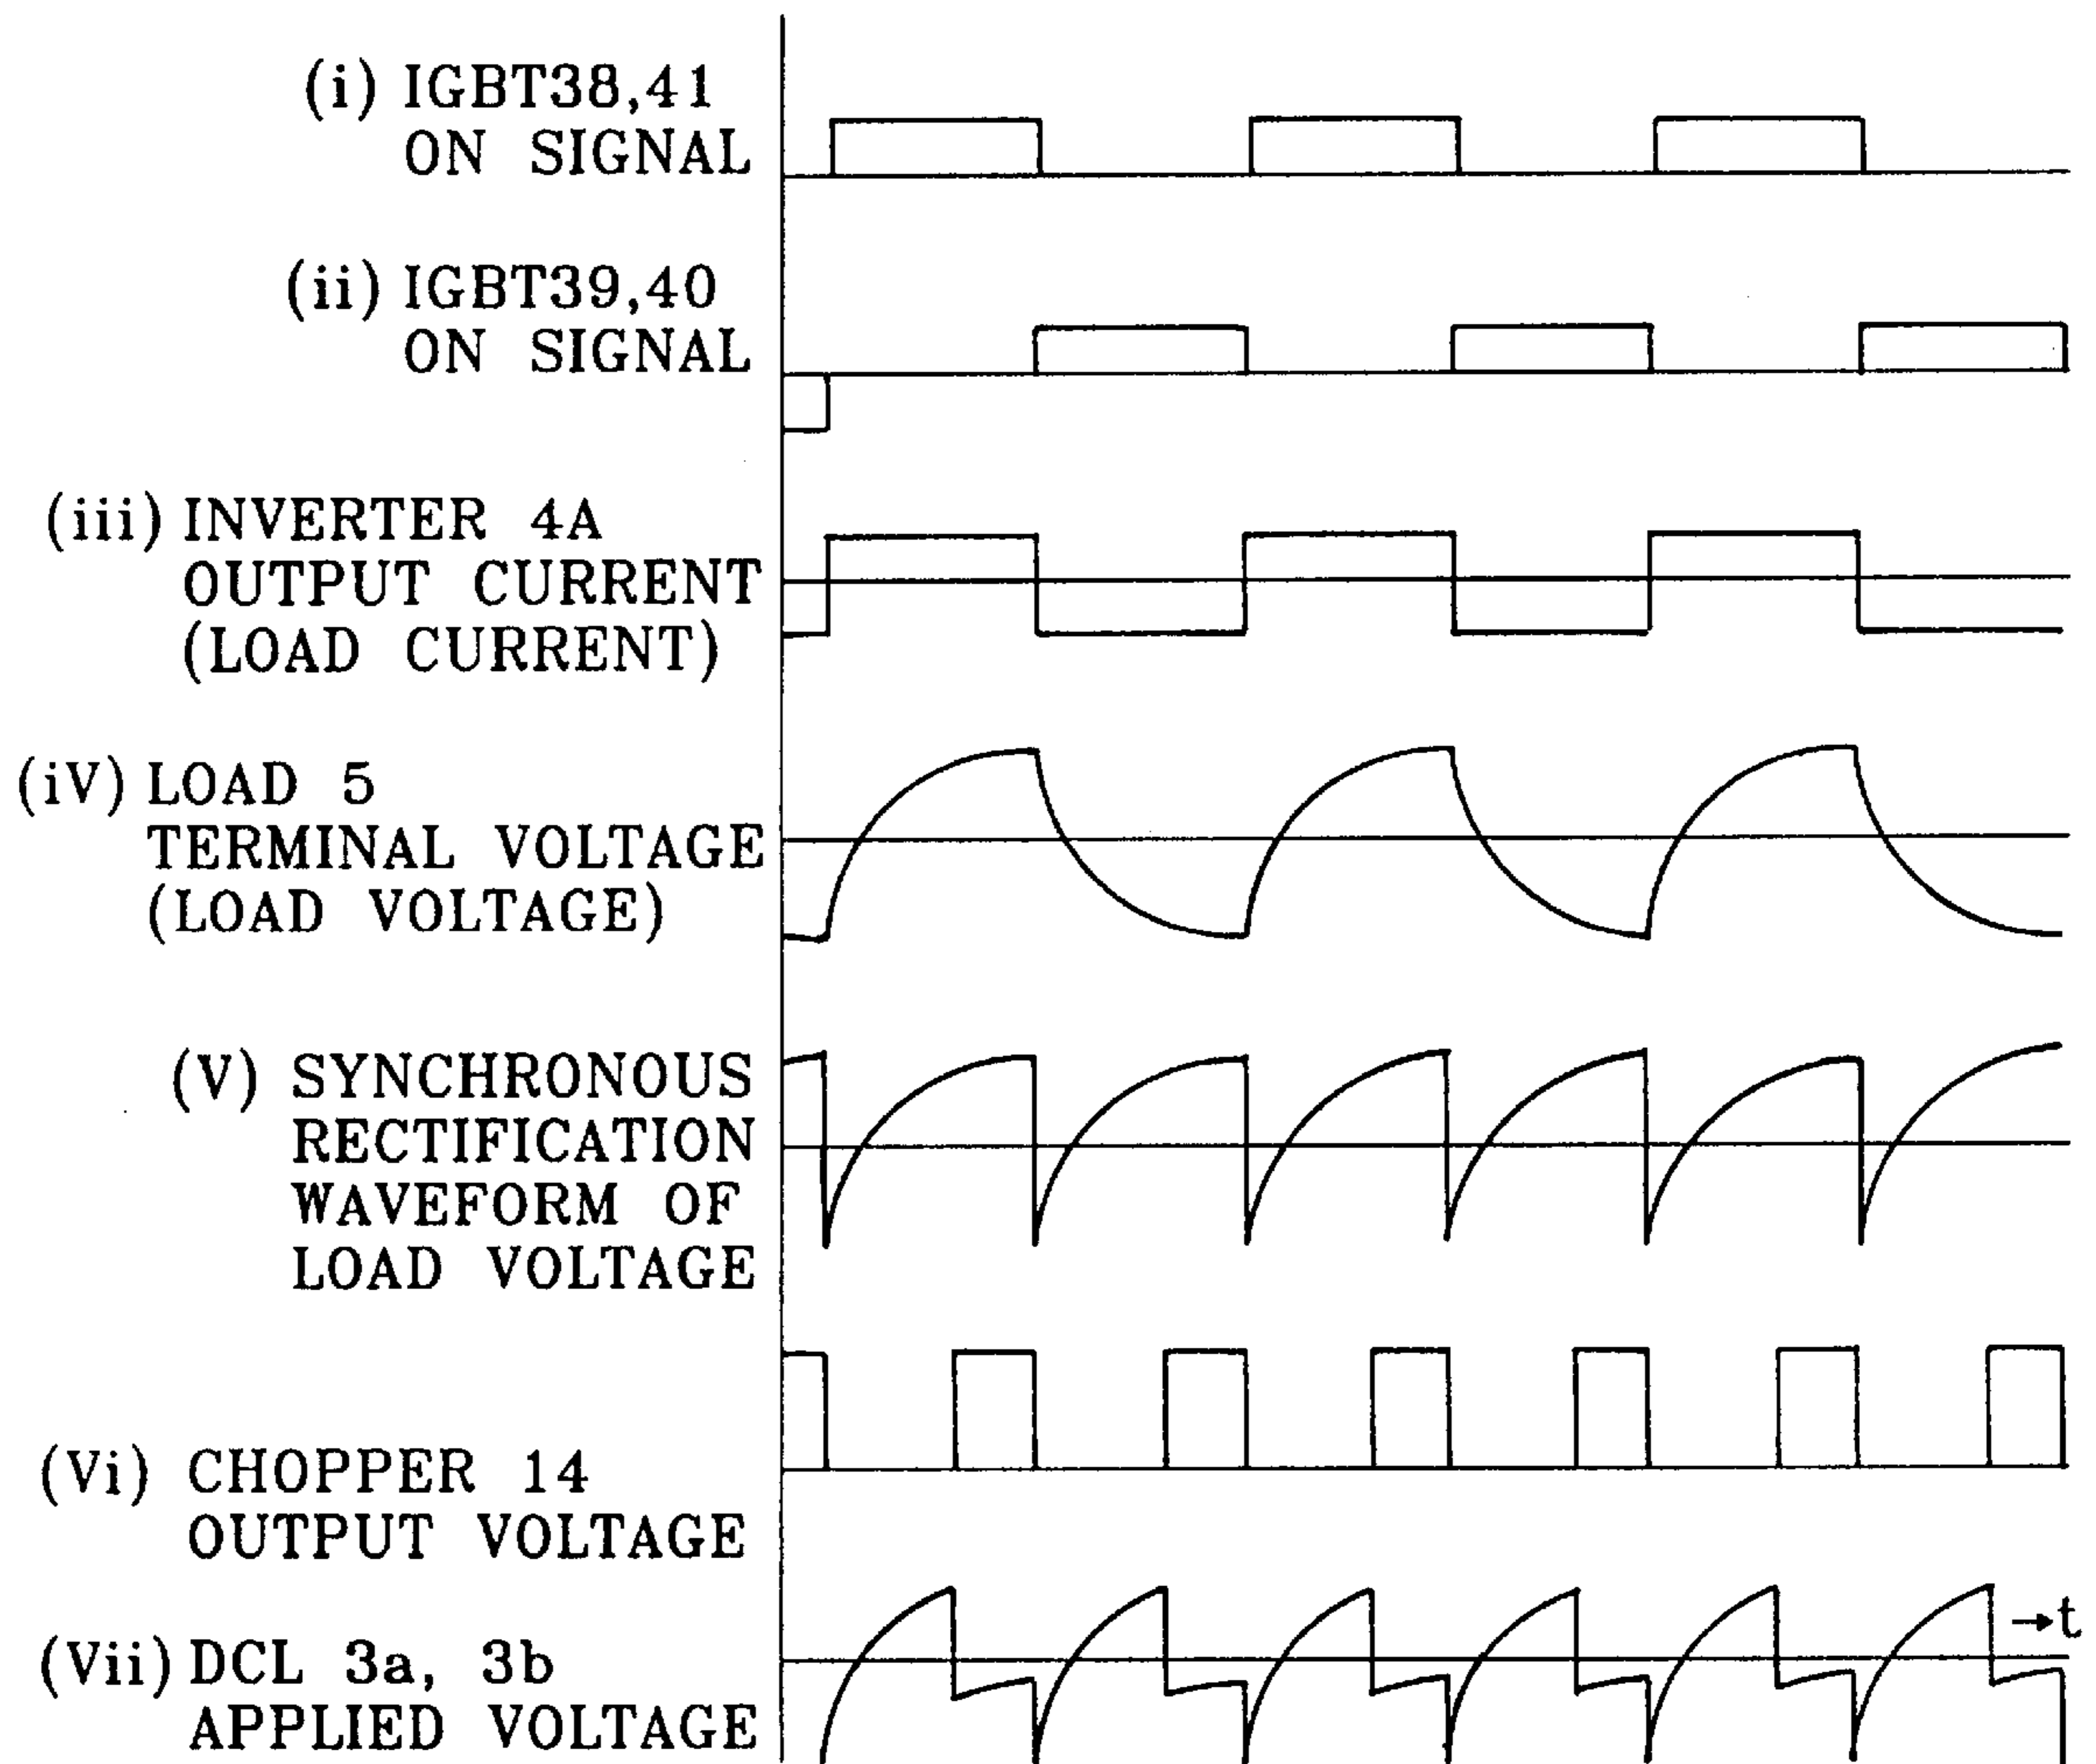 (i) IGBT38,41
ON SIGNAL
(ii) IGBT39,40
ON SIGNAL
(iii) INVERTER 4A
OUTPUT CURRENT
(LOAD CURRENT)
(iV) LOAD 5
TERMINAL VOLTAGE
(LOAD VOLTAGE)
(V) SYNCHRONOUS
RECTIFICATION
WAVEFORM OF
LOAD VOLTAGE
(Vi) CHOPPER 14
OUTPUT VOLTAGE
→t
(Vii) DCL 3a, 3b
APPLIED VOLTAGE